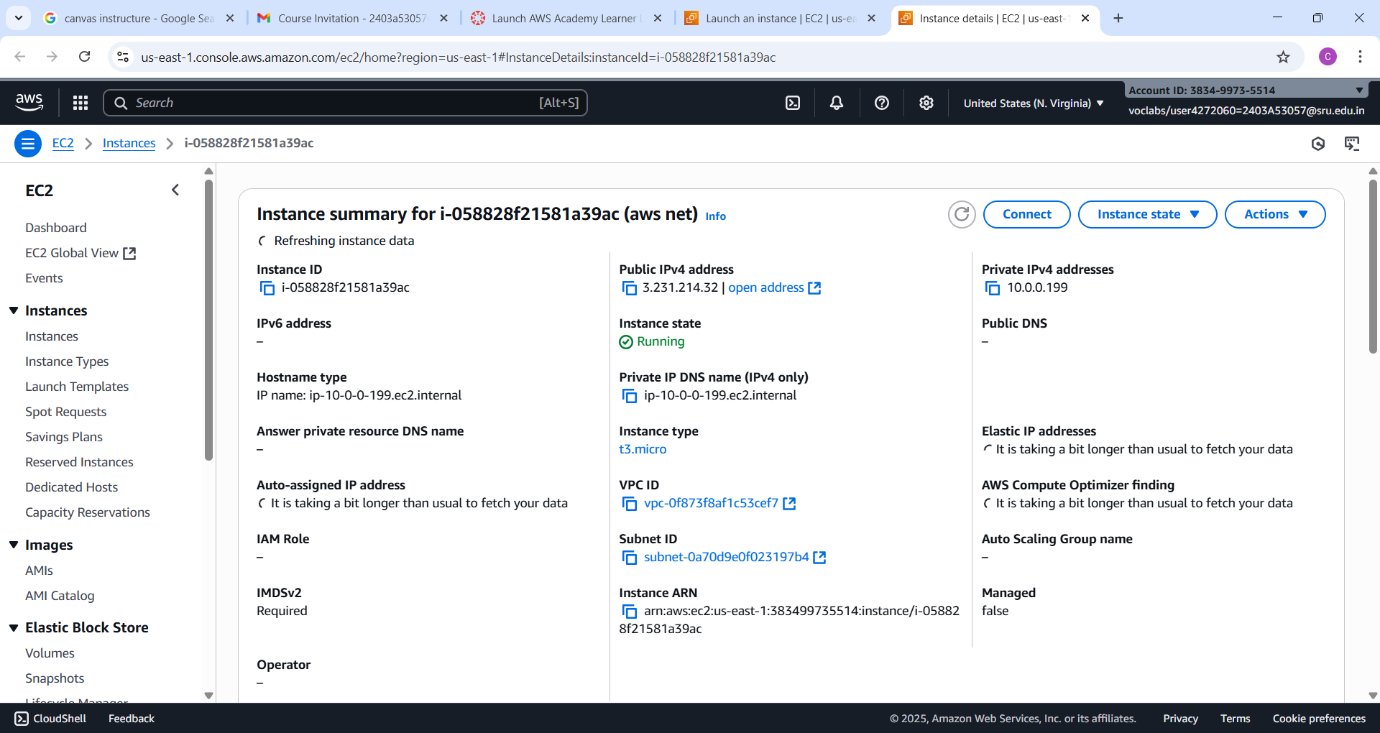 canvas instructure - Google Sea
Course Invitation - 2403a53057
Launch AWS Academy Learner
Launch an instance | EC2 | us-ea
Instance details | EC2 | us-east-1
us-east-1.console.aws.amazon.com/ec2/home?region=us-east-1#InstanceDetails:instanceId=i-058828f21581a39ac
C
aws
Search
[Alt+S]
United States (N. Virginia)
Account ID: 3834-9973-5514
voclabs/user4272060=2403A53057@sru.edu.in
EC2
Instances
i-058828f21581a39ac
EC2
Dashboard
EC2 Global View
Events
Instances
Instances
Instance Types
Launch Templates
Spot Requests
Savings Plans
Reserved Instances
Dedicated Hosts
Capacity Reservations
Images
AMIs
AMI Catalog
Elastic Block Store
Volumes
Snapshots
Lifecycle Manager
Instance summary for i-058828f21581a39ac (aws net) Info
Connect
Instance state
Actions
Refreshing instance data
Instance ID
i-058828f21581a39ac
Public IPv4 address
3.231.214.32 | open address
Private IPv4 addresses
10.0.0.199
IPv6 address
–
Instance state
Running
Public DNS
–
Hostname type
IP name: ip-10-0-0-199.ec2.internal
Private IP DNS name (IPv4 only)
ip-10-0-0-199.ec2.internal
Answer private resource DNS name
–
Instance type
t3.micro
Elastic IP addresses
It is taking a bit longer than usual to fetch your data
Auto-assigned IP address
It is taking a bit longer than usual to fetch your data
VPC ID
vpc-0f873f8af1c53cef7
AWS Compute Optimizer finding
It is taking a bit longer than usual to fetch your data
IAM Role
–
Subnet ID
subnet-0a70d9e0f023197b4
Auto Scaling Group name
–
IMDSv2
Required
Instance ARN
arn:aws:ec2:us-east-1:383499735514:instance/i-05882
8f21581a39ac
Managed
false
Operator
–
CloudShell
Feedback
© 2025, Amazon Web Services, Inc. or its affiliates.
Privacy
Terms
Cookie preferences